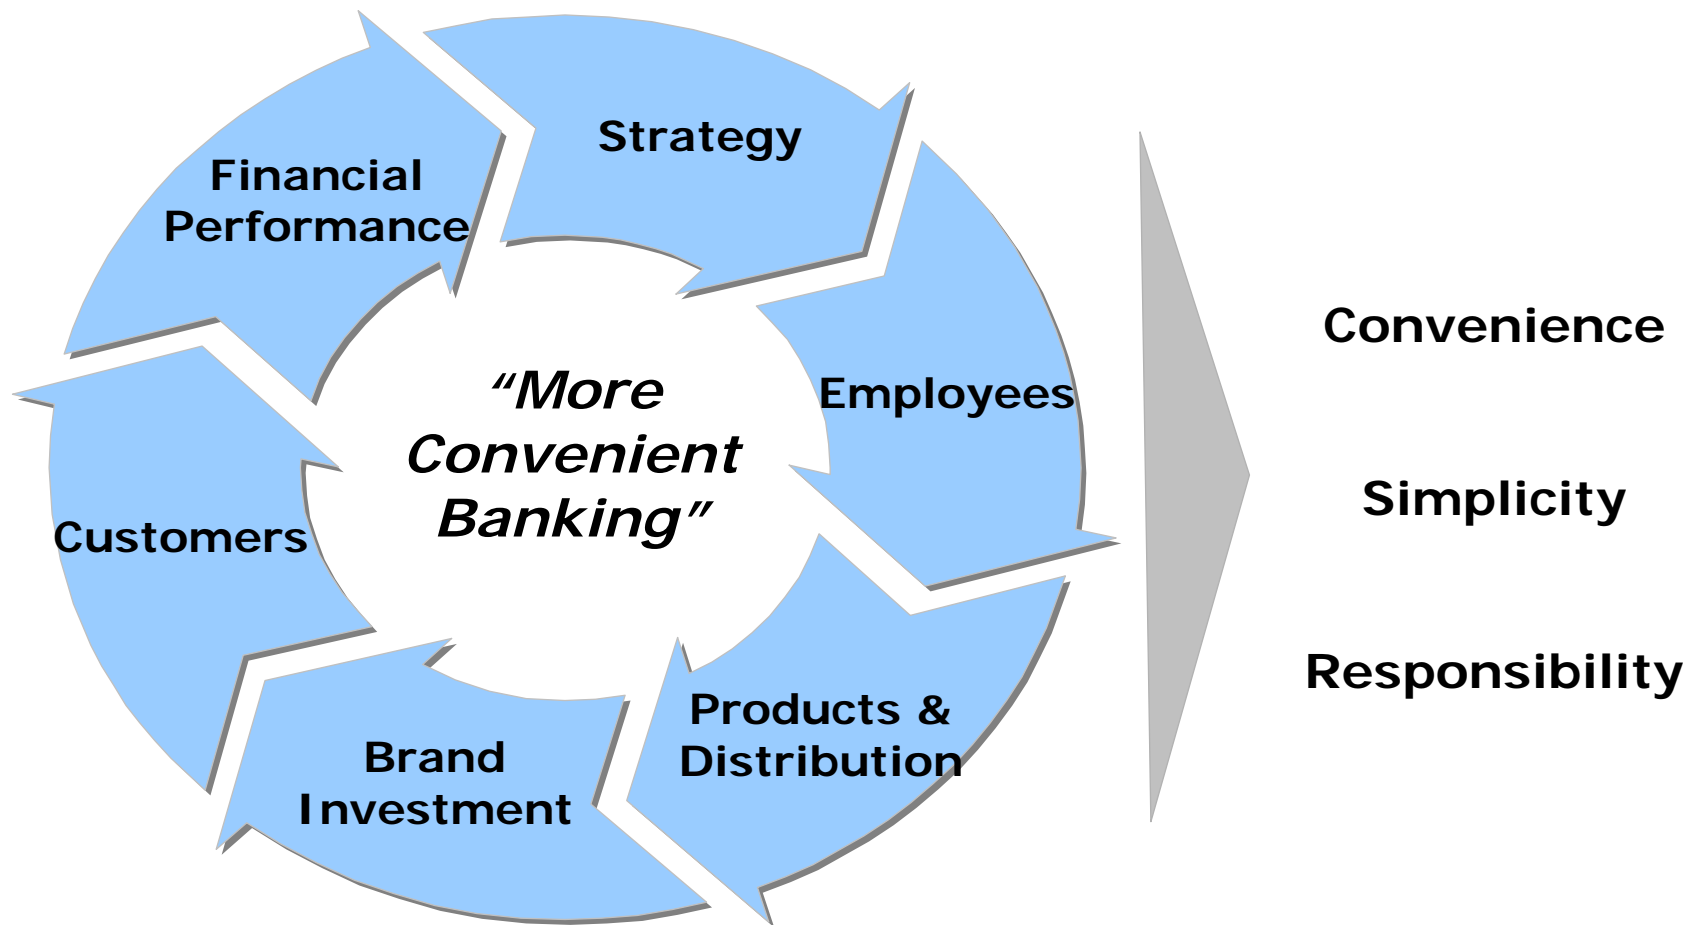 Strategy
Financial
Performance
Employees
“More
Convenient
Banking”
Customers
Products &
Distribution
Brand
Investment
Convenience
Simplicity
Responsibility